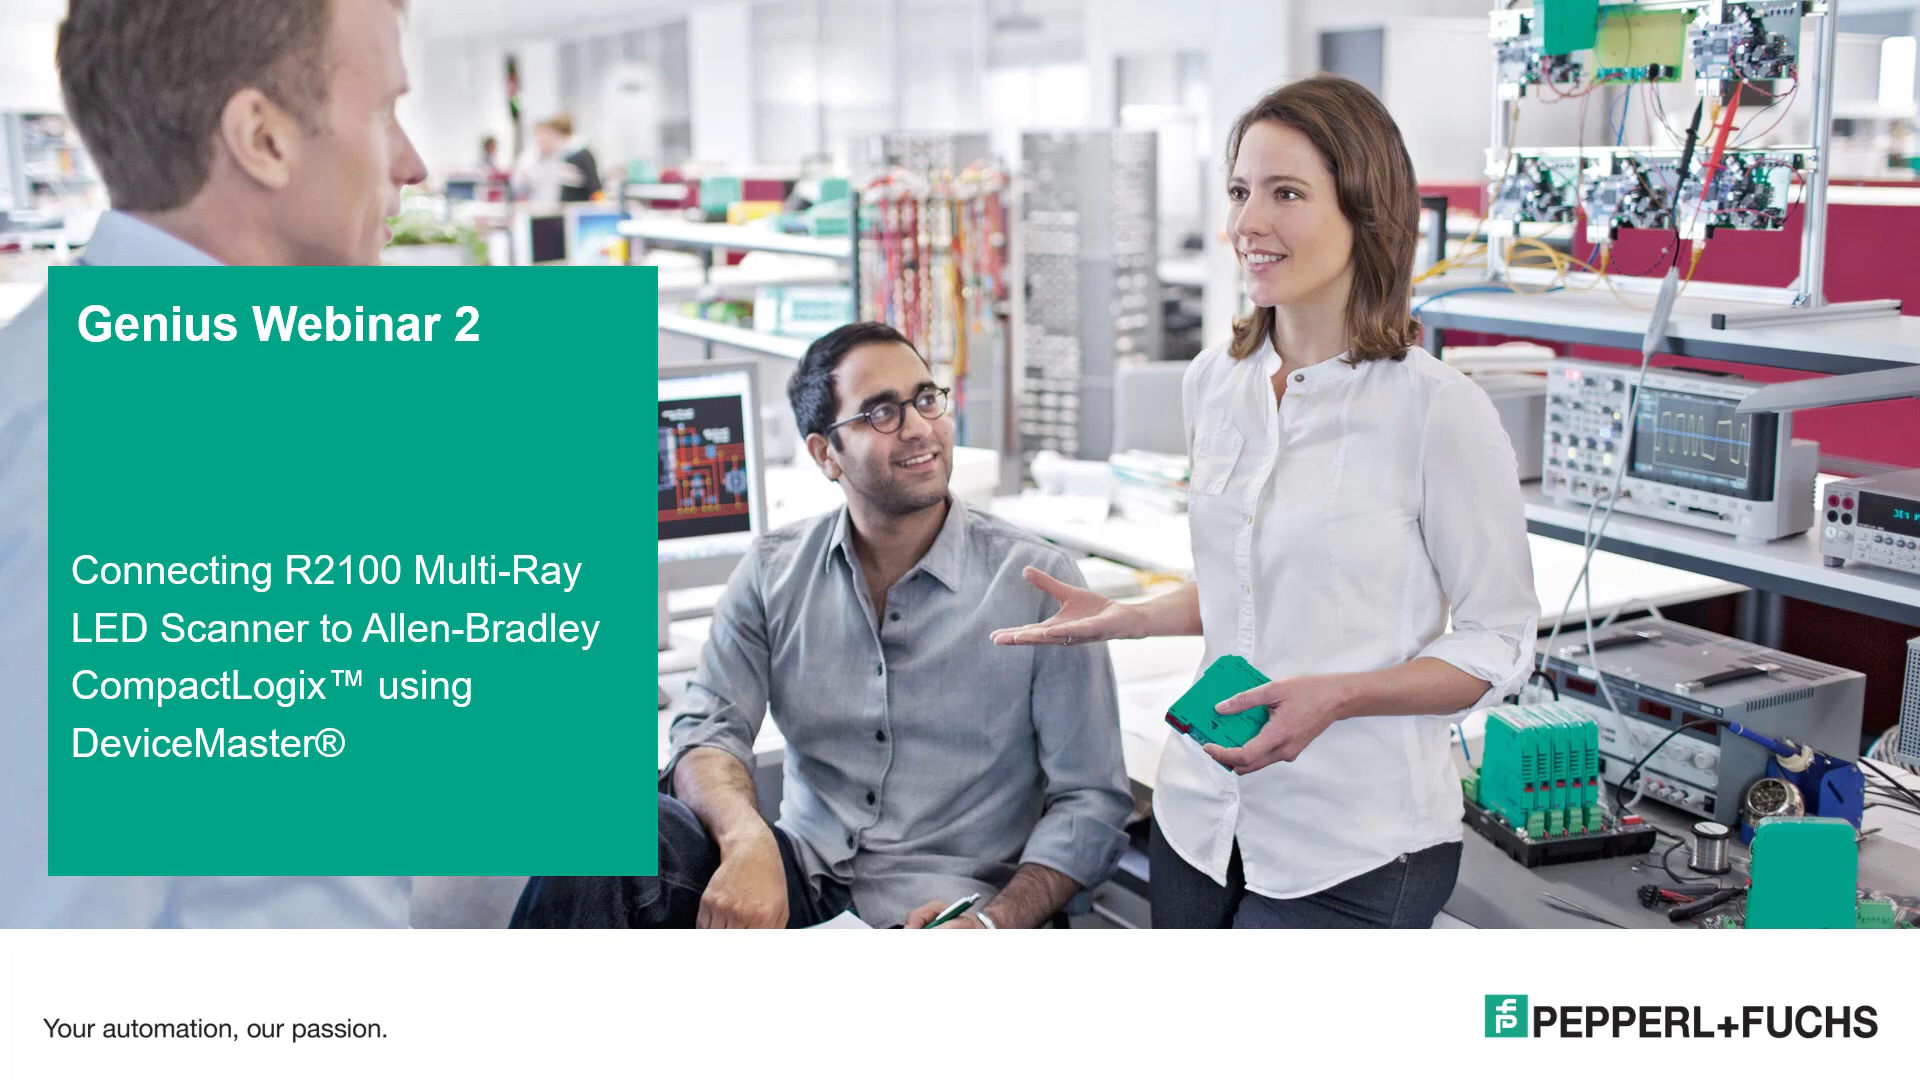 Genius Webinar 2
Connecting R2100 Multi-Ray
LED Scanner to Allen-Bradley
CompactLogix™ using
DeviceMaster®
Your automation, our passion.
PEPPERL+FUCHS